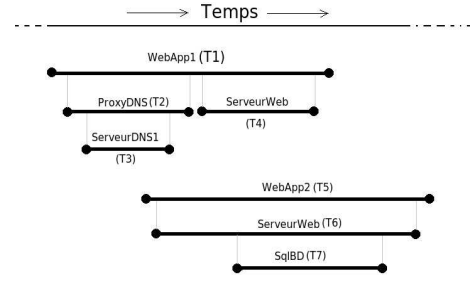 Temps
WebApp1 (T1)
ProxyDNS (T2)
ServeurWeb
(T4)
ServeurDNS1
(T3)
WebApp2 (T5)
ServeurWeb (T6)
SqlBD (T7)